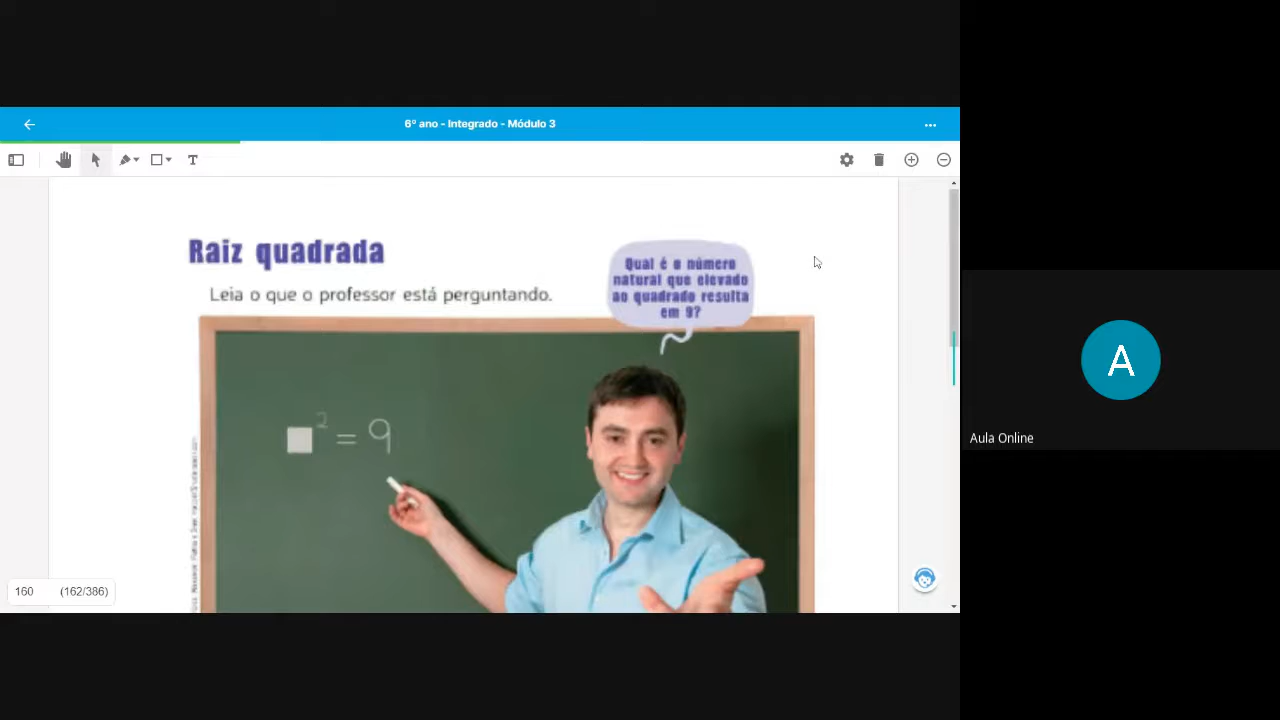 6º ano - Integrado - Módulo 3
T
Raiz quadrada
Leia o que o professor está perguntando.
Qual é o número
natural que elevado
ao quadrado resulta
em 9?
2
= 9
160 (162/386)
A
Aula Online